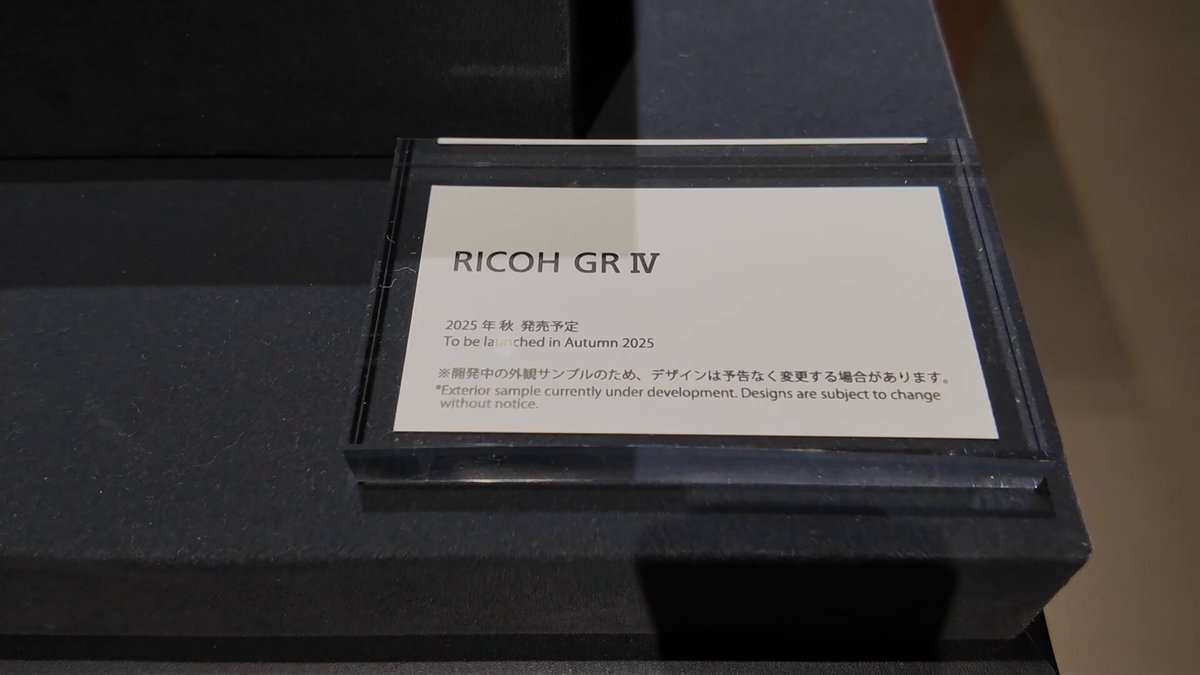 RICOH GR Ⅳ
2025 年 秋 発売予定
To be launched in Autumn 2025
※開発中の外観サンプルのため、デザインは予告なく変更する場合があります。
*Exterior sample currently under development. Designs are subject to change
without notice.